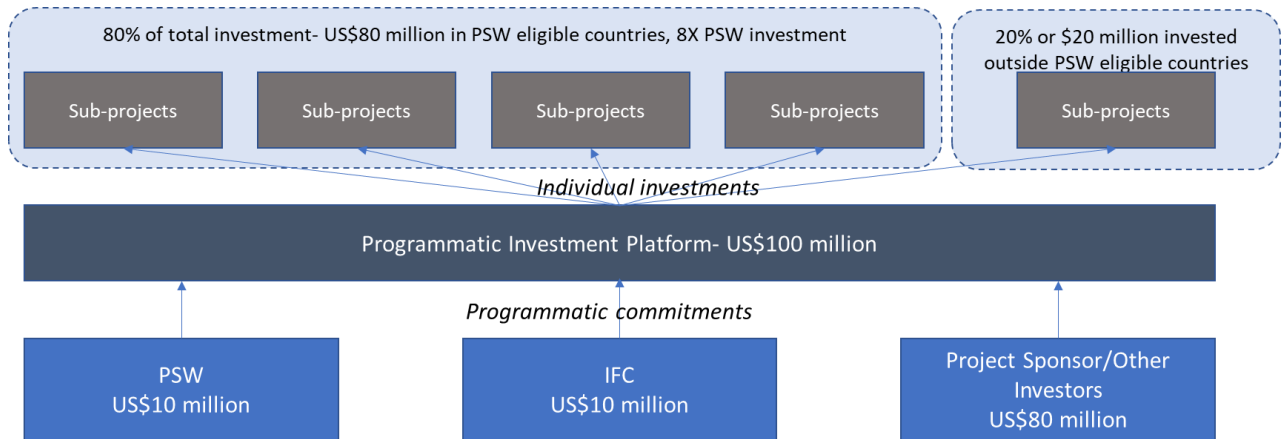 80% of total investment- US$80 million in PSW eligible countries, 8X PSW investment
20% or $20 million invested
outside PSW eligible countries
Sub-projects
Sub-projects
Sub-projects
Sub-projects
Sub-projects
Individual investments
Programmatic Investment Platform- US$100 million
Programmatic commitments
PSW
US$10 million
IFC
US$10 million
Project Sponsor/Other
Investors
US$80 million